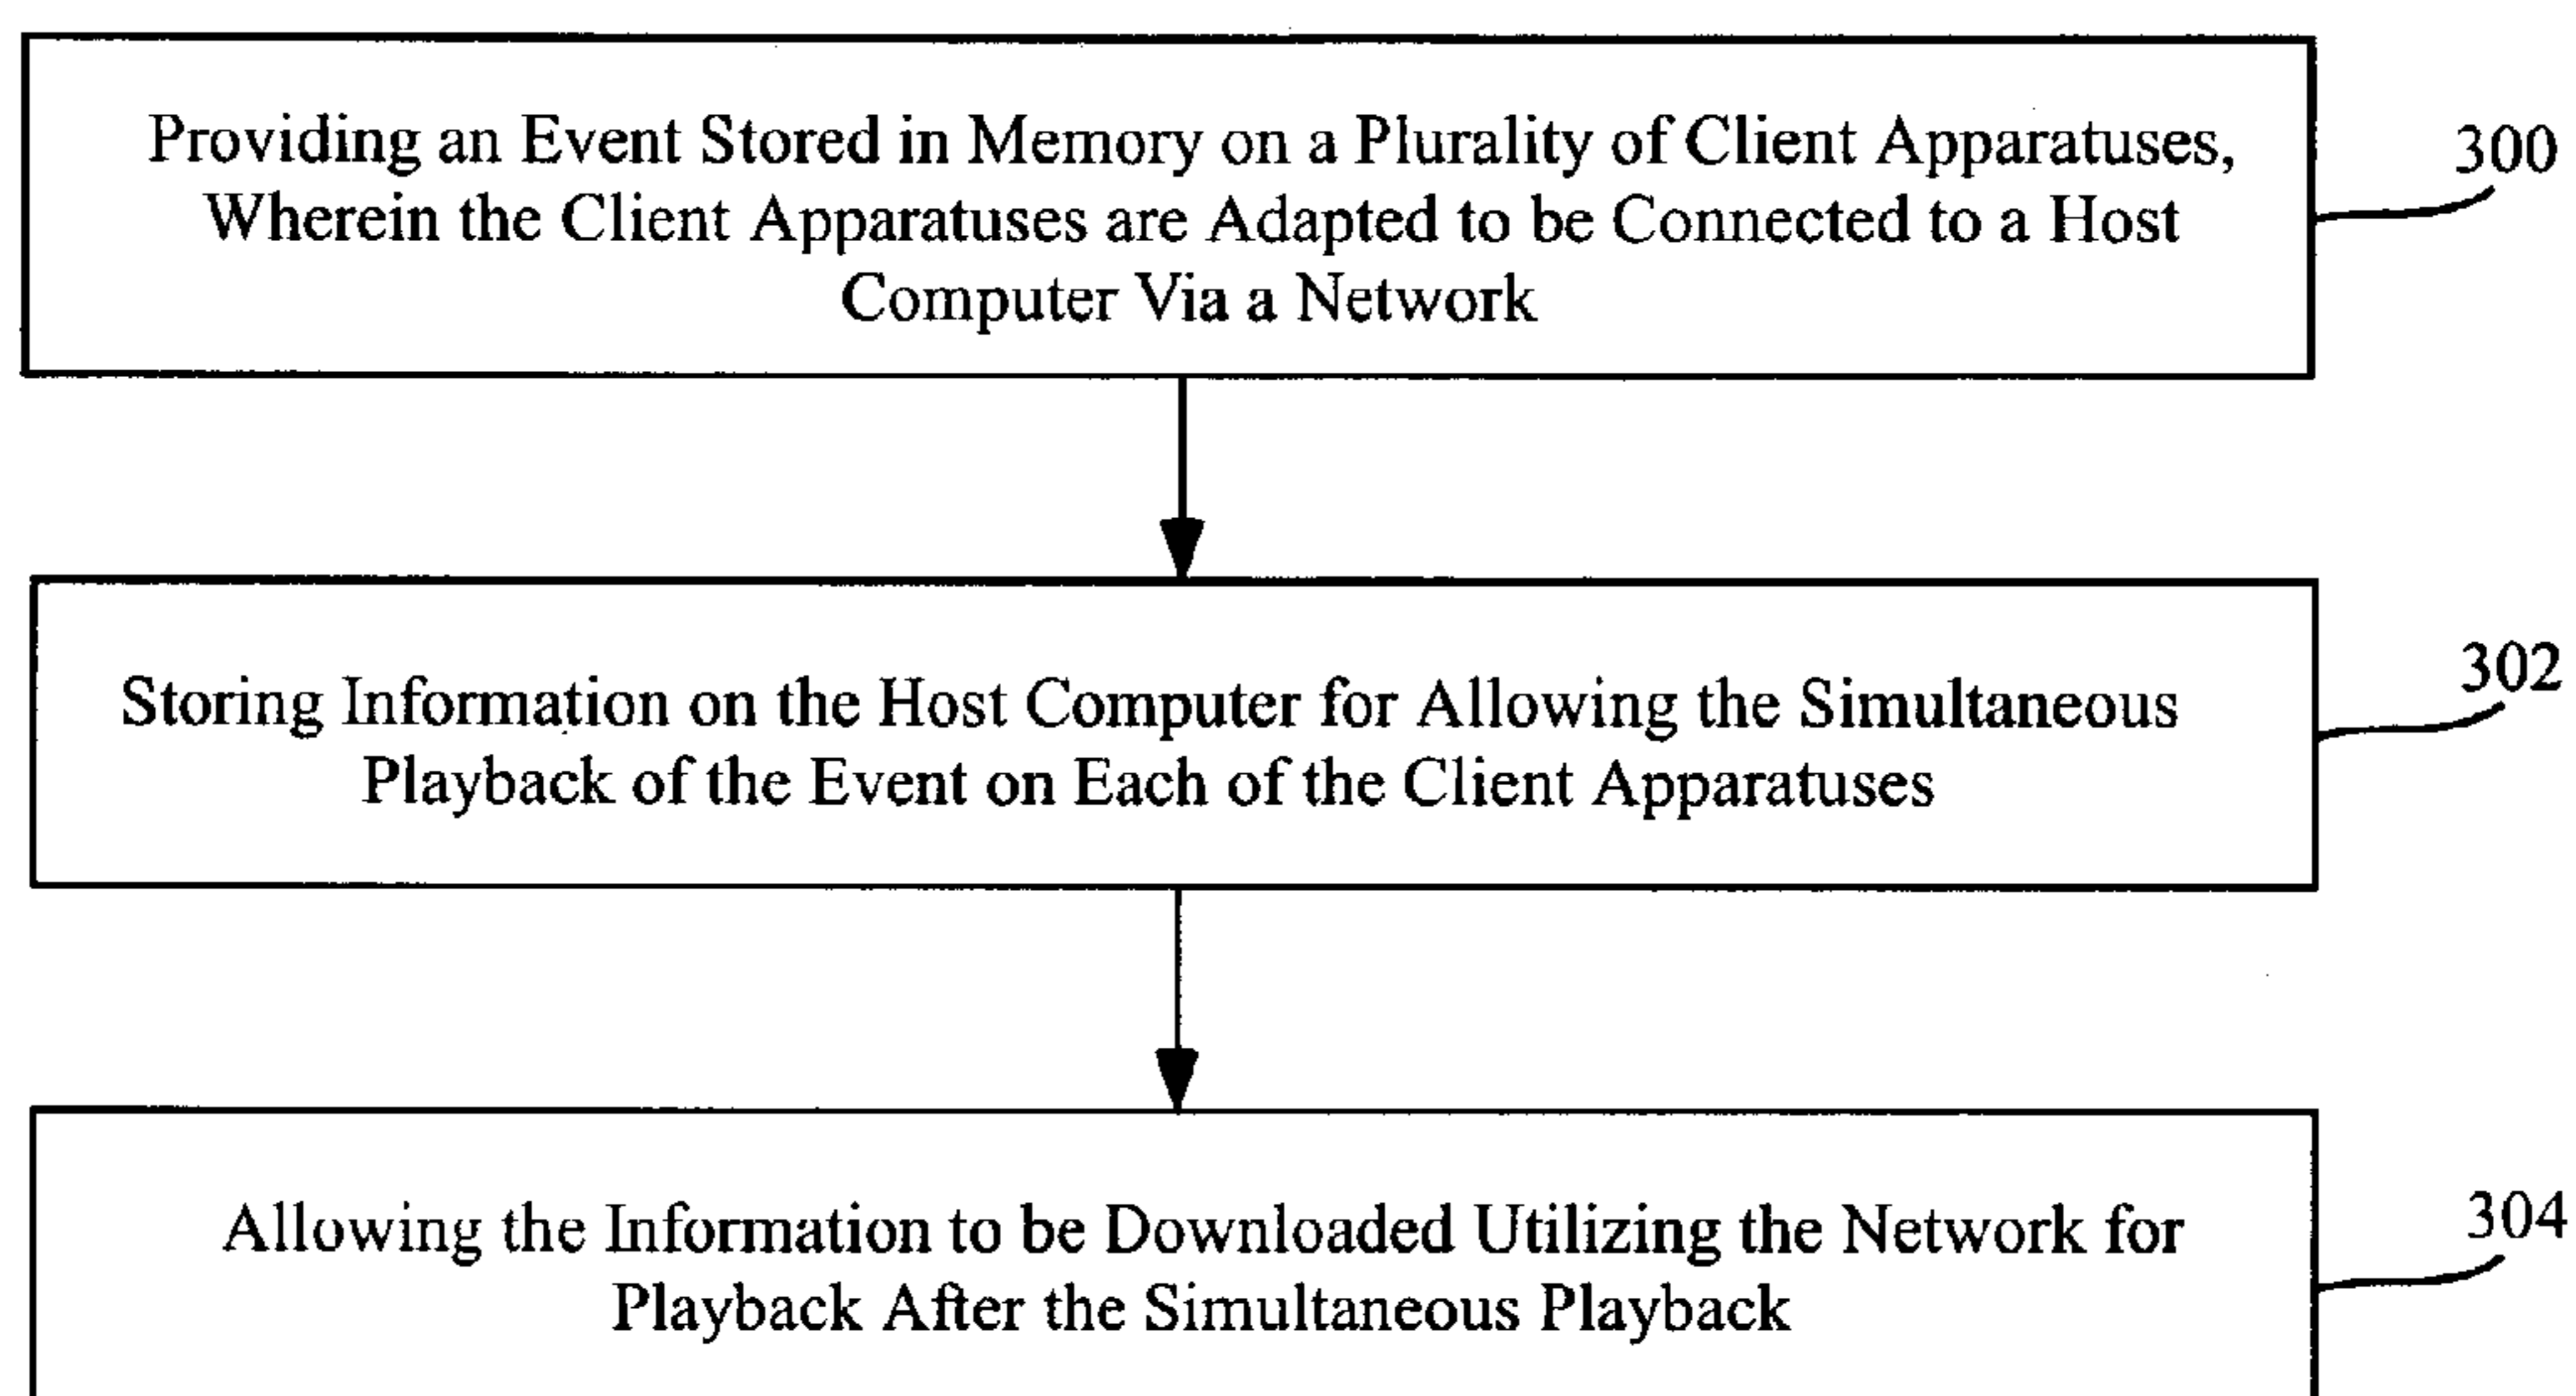 Providing an Event Stored in Memory on a Plurality of Client Apparatuses,
Wherein the Client Apparatuses are Adapted to be Connected to a Host
Computer Via a Network
300
Storing Information on the Host Computer for Allowing the Simultaneous
Playback of the Event on Each of the Client Apparatuses
302
Allowing the Information to be Downloaded Utilizing the Network for
Playback After the Simultaneous Playback
304